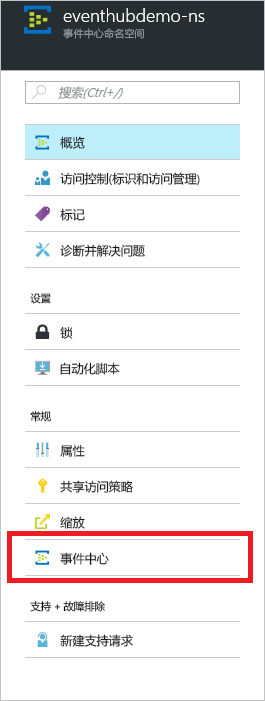 eventhubdemo-ns
事件中心命名空间
搜索(Ctrl+/)
概览
访问控制(标识和访问管理)
标记
诊断并解决问题
设置
锁
自动化脚本
常规
属性
共享访问策略
缩放
事件中心
支持 + 故障排除
新建支持请求